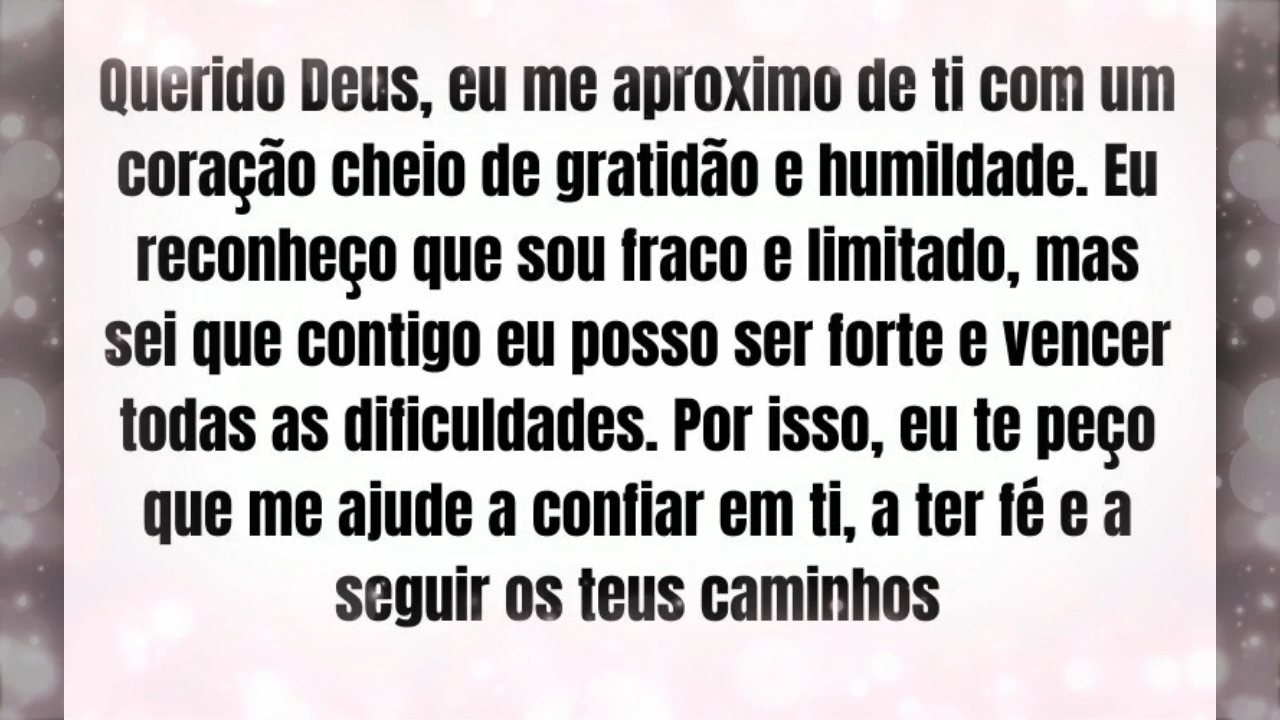 Querido Deus, eu me aproximo de ti com um
coração cheio de gratidão e humildade. Eu
reconheço que sou fraco e limitado, mas
sei que contigo eu posso ser forte e vencer
todas as dificuldades. Por isso, eu te peço
que me ajude a confiar em ti, a ter fé e a
seguir os teus caminhos